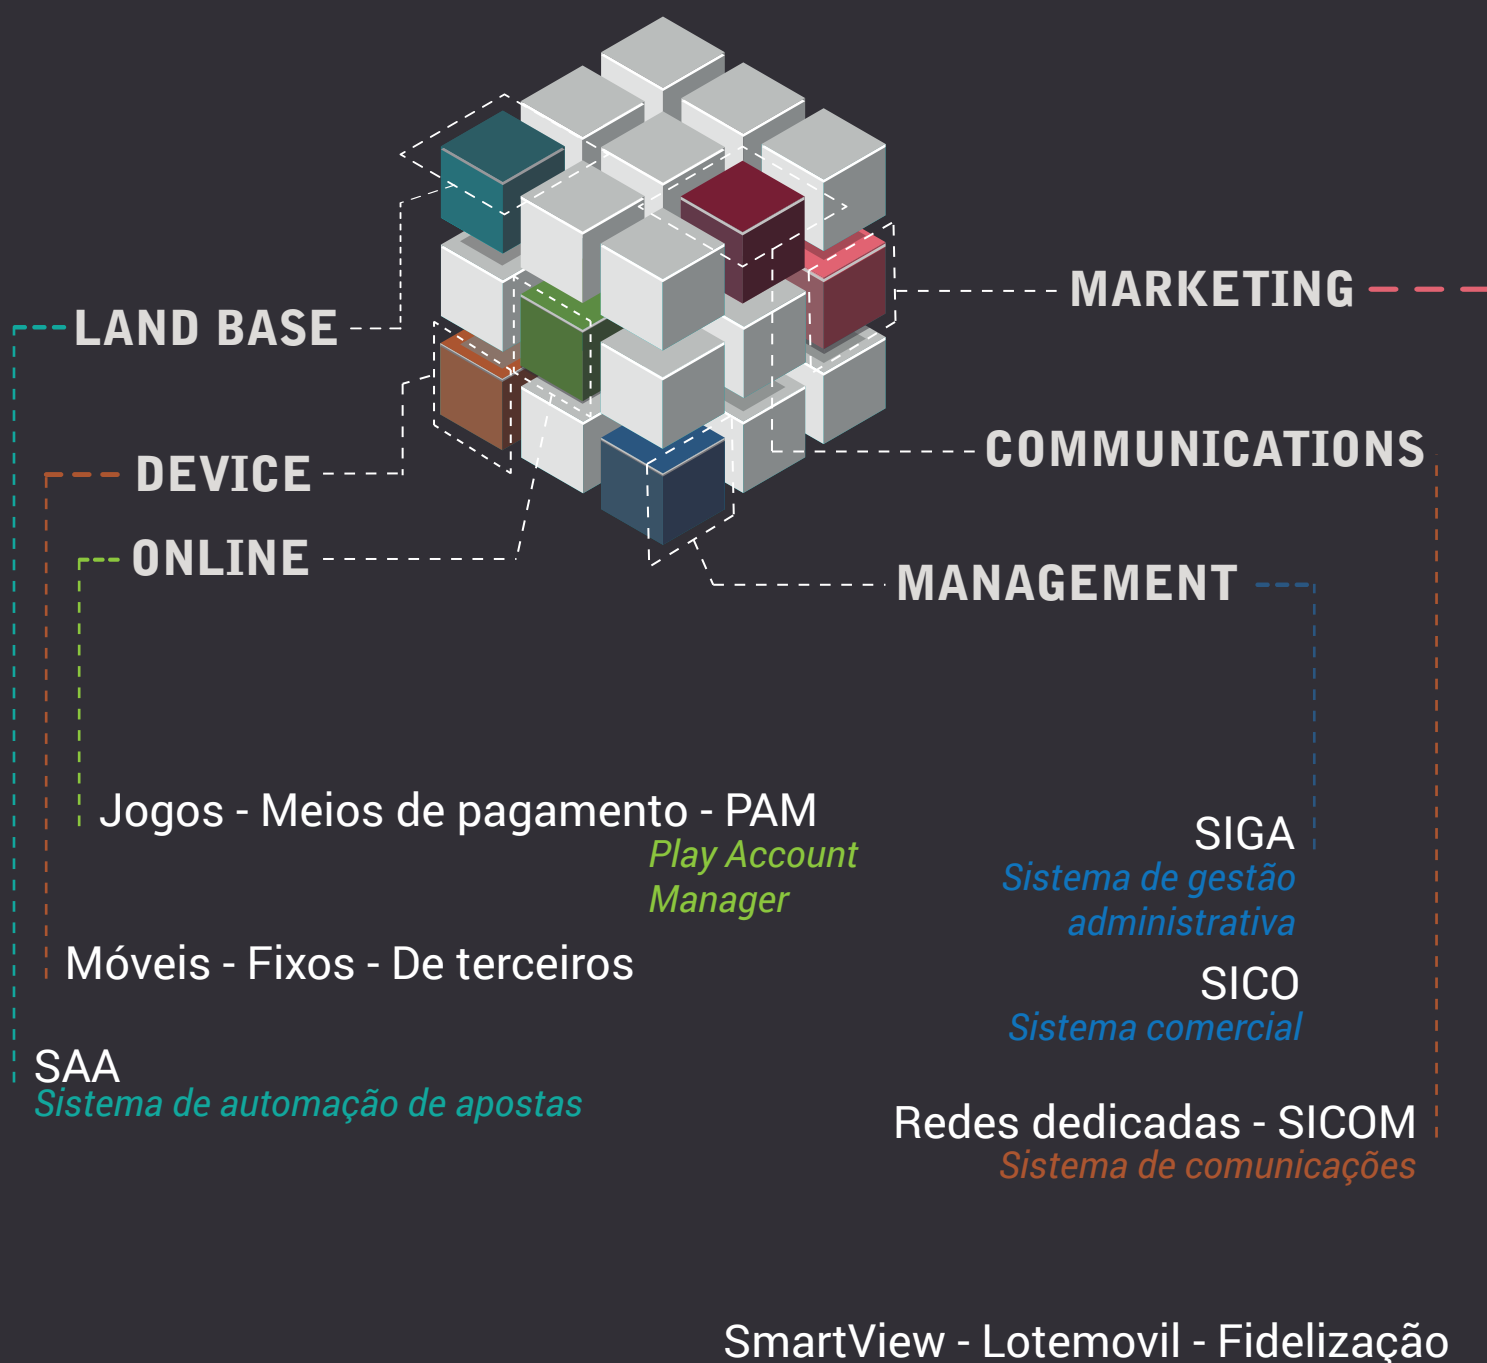 MARKETING
LAND BASE
COMMUNICATIONS
DEVICE
ONLINE
MANAGEMENT
Jogos - Meios de pagamento - PAM
Play Account
Manager
SIGA
Sistema de gestão
administrativa
Móveis - Fixos - De terceiros
SICO
Sistema comercial
SAA
Sistema de automação de apostas
Redes dedicadas - SICOM
Sistema de comunicações
SmartView - Lotemovil - Fidelização